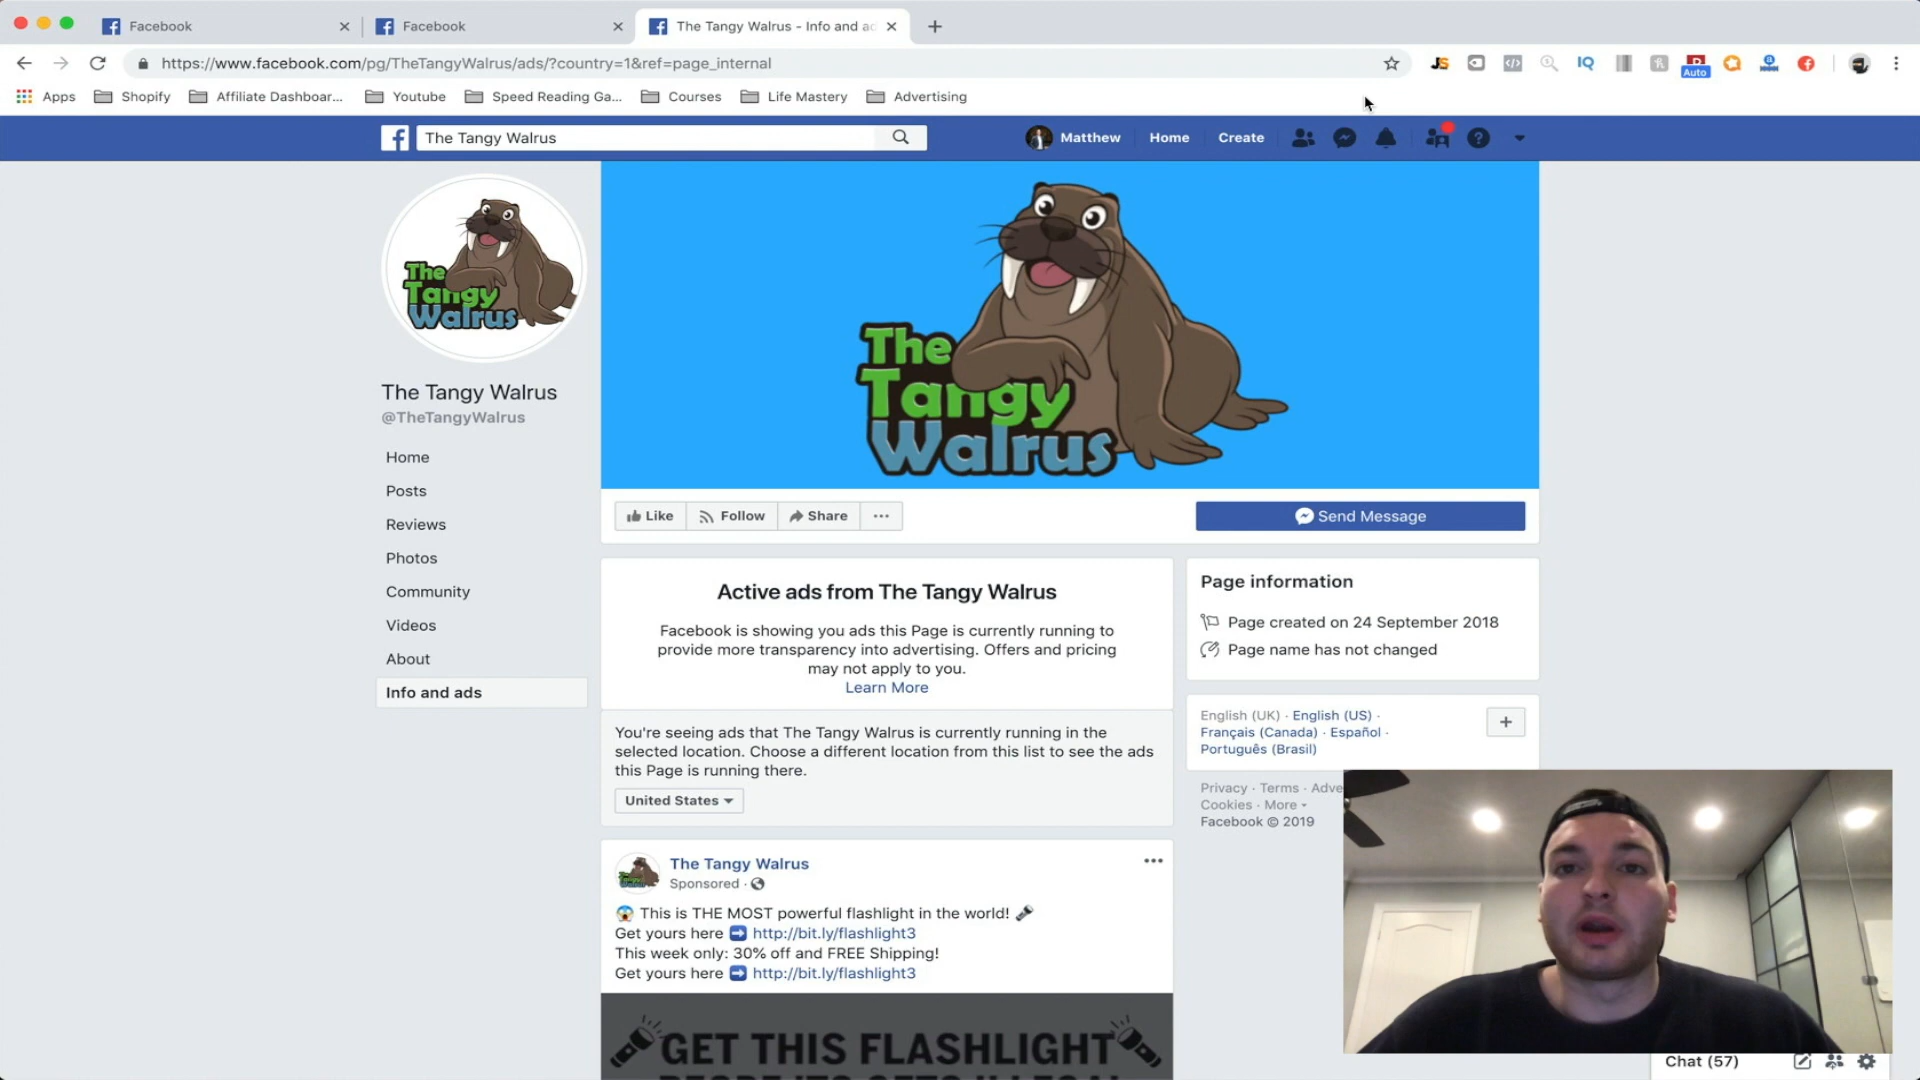 Facebook
Facebook
The Tangy Walrus - Info and ad
https://www.facebook.com/pg/TheTangyWalrus/ads/?country=1&ref=page_internal
JS
IQ
Auto
Apps
Shopify
Affiliate Dashboar...
Youtube
Speed Reading Ga...
Courses
Life Mastery
Advertising
The Tangy Walrus
Matthew
Home
Create
The
Tangy
Walrus
The
Tangy
Walrus
The Tangy Walrus
@TheTangyWalrus
Home
Posts
Reviews
Photos
Community
Videos
About
Info and ads
Like
Follow
Share
Send Message
Active ads from The Tangy Walrus
Facebook is showing you ads this Page is currently running to
provide more transparency into advertising. Offers and pricing
may not apply to you.
Learn More
You're seeing ads that The Tangy Walrus is currently running in the
selected location. Choose a different location from this list to see the ads
this Page is running there.
United States
The Tangy Walrus
Sponsored ·
This is THE MOST powerful flashlight in the world!
Get yours here http://bit.ly/flashlight3
This week only: 30% off and FREE Shipping!
Get yours here http://bit.ly/flashlight3
GET THIS FLASHLIGHT
Page information
Page created on 24 September 2018
Page name has not changed
English (UK) · English (US) ·
Français (Canada) · Español ·
Português (Brasil)
Privacy · Terms · Adve
Cookies · More
Facebook © 2019
Chat (57)